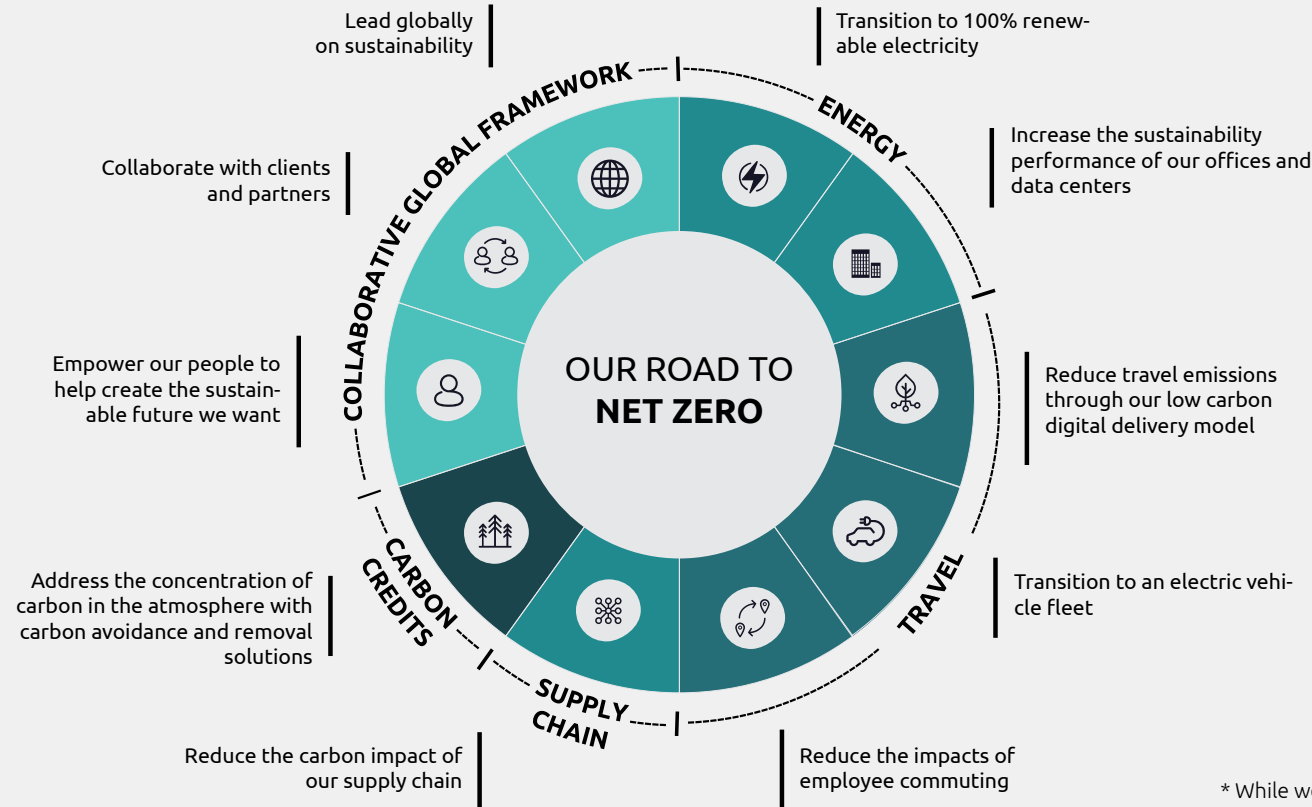 Lead globally
on sustainability
Transition to 100% renew-
able electricity
COLLABORATIVE GLOBAL FRAMEWORK
ENERGY
Increase the sustainability
performance of our offices and
data centers
Collaborate with clients
and partners
Empower our people to
help create the sustain-
able future we want
OUR ROAD TO
NET ZERO
Reduce travel emissions
through our low carbon
digital delivery model
CARBON
CREDITS
Address the concentration of
carbon in the atmosphere with
carbon avoidance and removal
solutions
TRAVEL
Transition to an electric vehi-
cle fleet
SUPPLY
CHAIN
Reduce the carbon impact of
our supply chain
Reduce the impacts of
employee commuting
* While